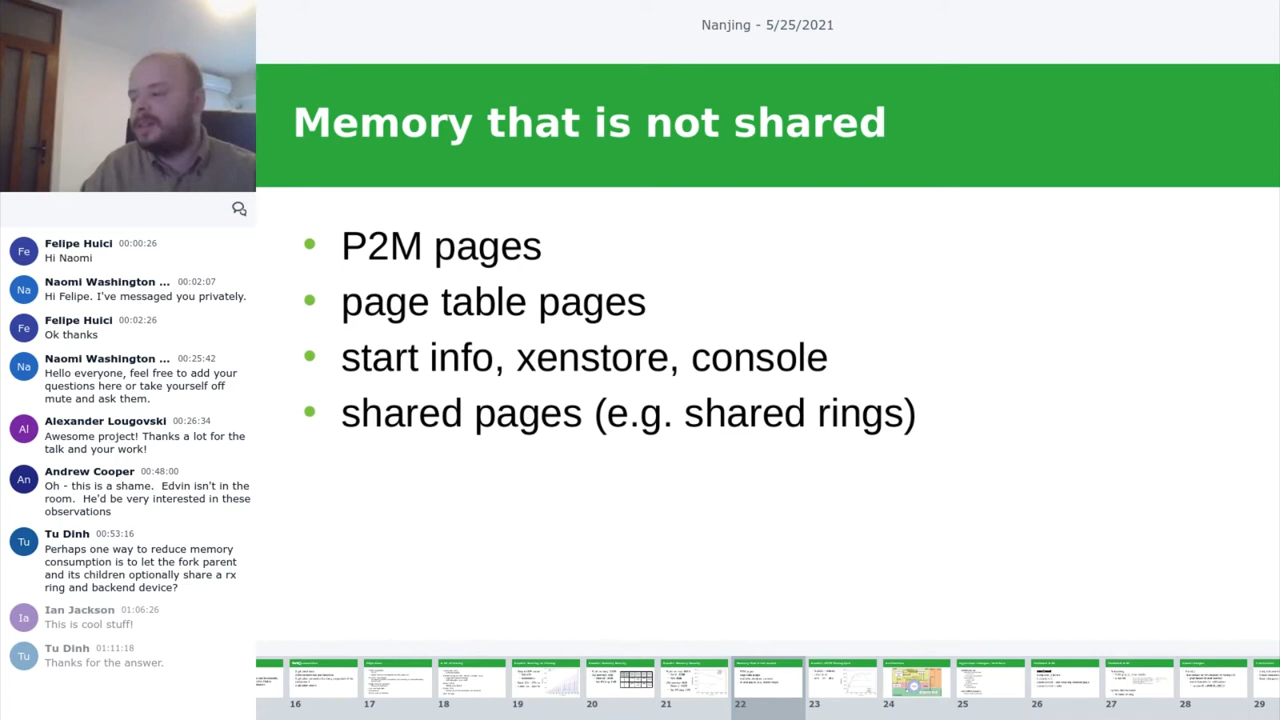 Nanjing - 5/25/2021
Memory that is not shared
• P2M pages
• page table pages
• start info, xenstore, console
• shared pages (e.g. shared rings)
Fe Felipe Huici 00:00:26
Hi Naomi
Na Naomi Washington ... 00:02:07
Hi Felipe. I've messaged you privately.
Fe Felipe Huici 00:02:26
Ok thanks
Na Naomi Washington ... 00:25:42
Hello everyone, feel free to add your
questions here or take yourself off
mute and ask them.
Al Alexander Lougovski 00:26:34
Awesome project! Thanks a lot for the
talk and your work!
An Andrew Cooper 00:48:00
Oh - this is a shame. Edvin isn't in the
room. He'd be very interested in these
observations
Tu Tu Dinh 00:53:16
Perhaps one way to reduce memory
consumption is to let the fork parent
and its children optionally share a rx
ring and backend device?
Ia Ian Jackson 01:06:26
This is cool stuff!
Tu Tu Dinh 01:11:18
Thanks for the answer.
16 17 18 19 20 21 22 23 24 25 26 27 28 29